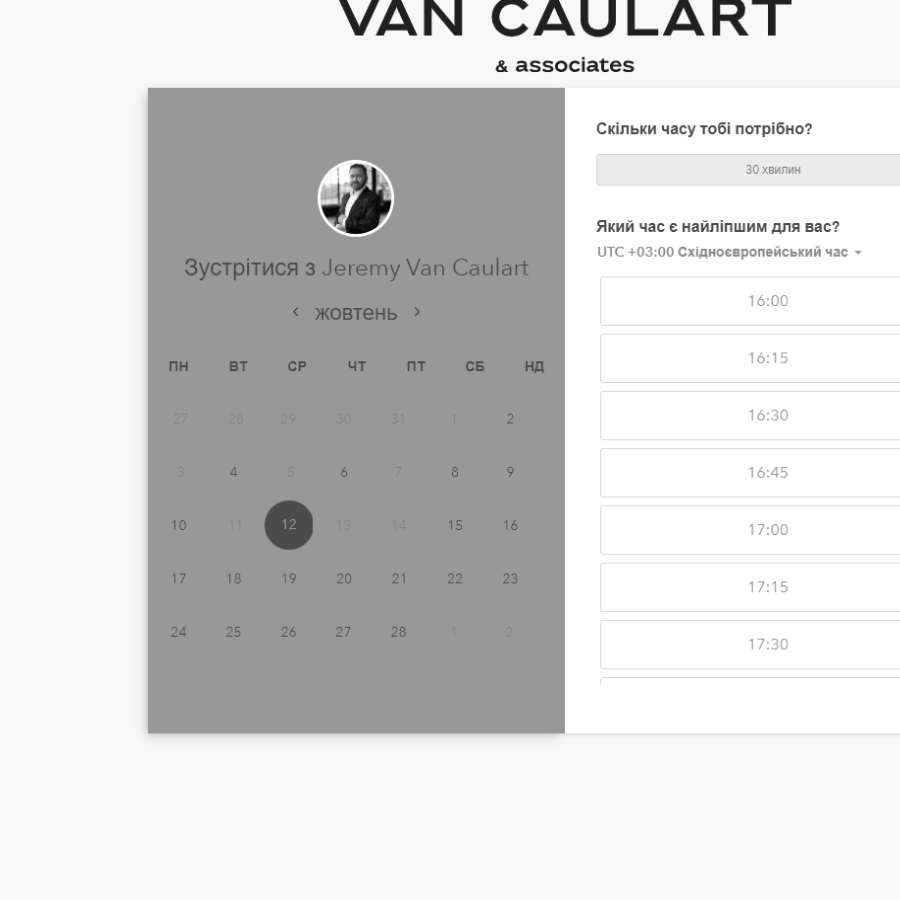 VAN CAULART
& associates
Зустрітися з Jeremy Van Caulart
жовтень
ПН ВТ СР ЧТ ПТ СБ НД
27 28 29 30 31 1 2
3 4 5 6 7 8 9
10 11 12 13 14 15 16
17 18 19 20 21 22 23
24 25 26 27 28 1 2
Скільки часу тобі потрібно?
30 хвилин
Який час є найліпшим для вас?
UTC +03:00 Східноєвропейський час
16:00
16:15
16:30
16:45
17:00
17:15
17:30